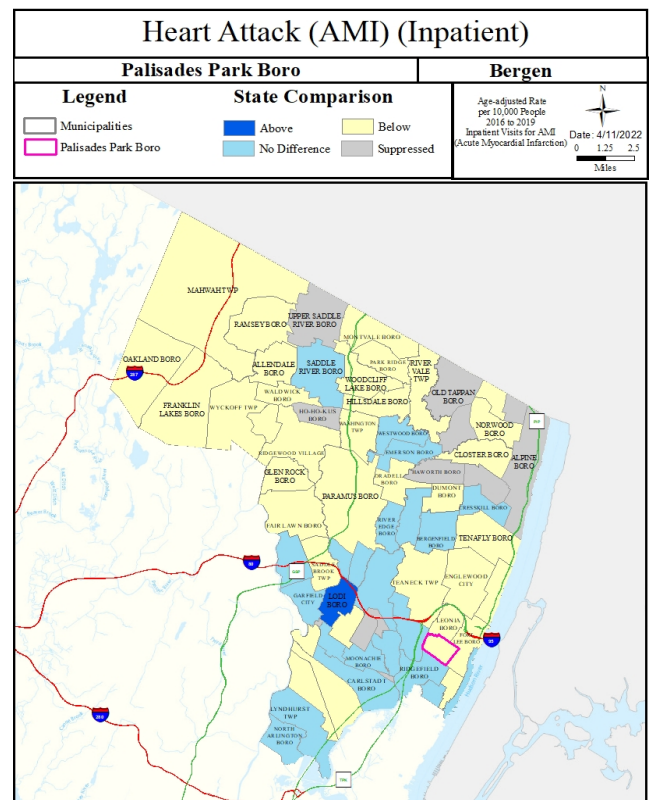 Heart Attack (AMI) (Inpatient)
Palisades Park Boro
Bergen
Legend
Municipalities
Palisades Park Boro
State Comparison
Above
Below
No Difference
Suppressed
Age-adjusted Rate
per 10,000 People
2016 to 2019
Inpatient Visits for AMI
(Acute Myocardial Infarction)
N
Date: 4/11/2022
0 1.25 2.5
Miles
MAHWAH TWP
UPPER SADDLE
RIVER BORO
RAMSEY BORO
MONTVALE BORO
OAKLAND BORO
ALLENDALE
BORO
SADDLE
RIVER BORO
PARK RIDGE
BORO
RIVER
VALE
TWP
WOODCLIFF
LAKE BORO
OLD TAPPAN
BORO
287
FRANKLIN
LAKES BORO
WYCKOFF TWP
WALDWICK
BORO
HILLSDALE BORO
HO-HO-KUS
BORO
WASHINGTON
TWP
WESTWOOD BORO
NORWOOD
BORO
EMERSON BORO
CLOSTER BORO
ALPINE
BORO
RIDGEWOOD VILLAGE
GLEN ROCK
BORO
ORADELL
BORO
HAWORTH BORO
PARAMUS BORO
DUMONT
BORO
CRESSKILL BORO
FAIR LAWN BORO
RIVER
EDGE
BORO
BERGENFIELD
BORO
TENAFLY BORO
80
GSP
SADDLE
BROOK
TWP
TEANECK TWP
ENGLEWOOD
CITY
GARFIELD
CITY
LODI
BORO
LEONIA
BORO
FORT
LEE BORO
95
MOONACHIE
BORO
RIDGEFIELD
BORO
CARLSTADT
BORO
LYNDHURST
TWP
NORTH
ARLINGTON
BORO
280